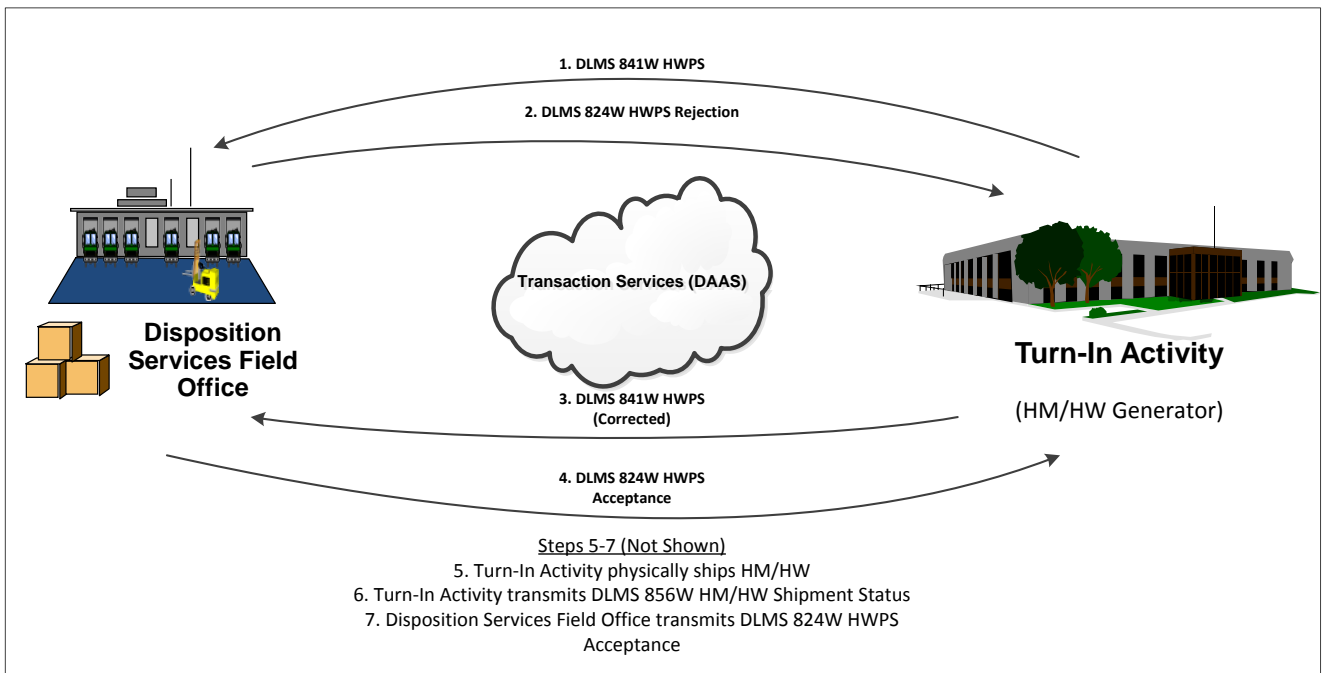 1. DLMS 841W HWPS
2. DLMS 824W HWPS Rejection
Transaction Services (DAAS)
Disposition
Services Field
Office
Turn-In Activity
(HM/HW Generator)
3. DLMS 841W HWPS
(Corrected)
4. DLMS 824W HWPS
Acceptance
Steps 5-7 (Not Shown)
5. Turn-In Activity physically ships HM/HW
6. Turn-In Activity transmits DLMS 856W HM/HW Shipment Status
7. Disposition Services Field Office transmits DLMS 824W HWPS
Acceptance